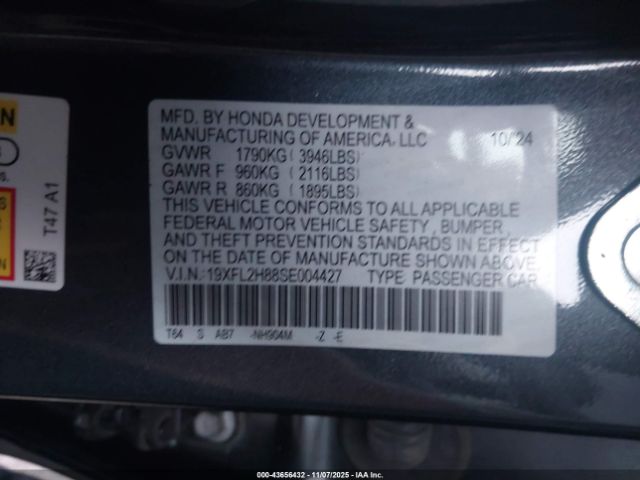 MFD. BY HONDA DEVELOPMENT &
MANUFACTURING OF AMERICA, LLC 10/'24
GVWR 1790KG ( 3946LBS)
GAWR F 960KG ( 2116LBS)
GAWR R 860KG ( 1895LBS)
THIS VEHICLE CONFORMS TO ALL APPLICABLE
FEDERAL MOTOR VEHICLE SAFETY , BUMPER,
AND THEFT PREVENTION STANDARDS IN EFFECT
ON THE DATE OF MANUFACTURE SHOWN ABOVE.
V.I.N.:19XFL2H88SE004427 TYPE PASSENGER CAR
T64 S AB7 -NH904M -Z -E
T47 A1
000-43656432 - 11/07/2025 - IAA Inc.